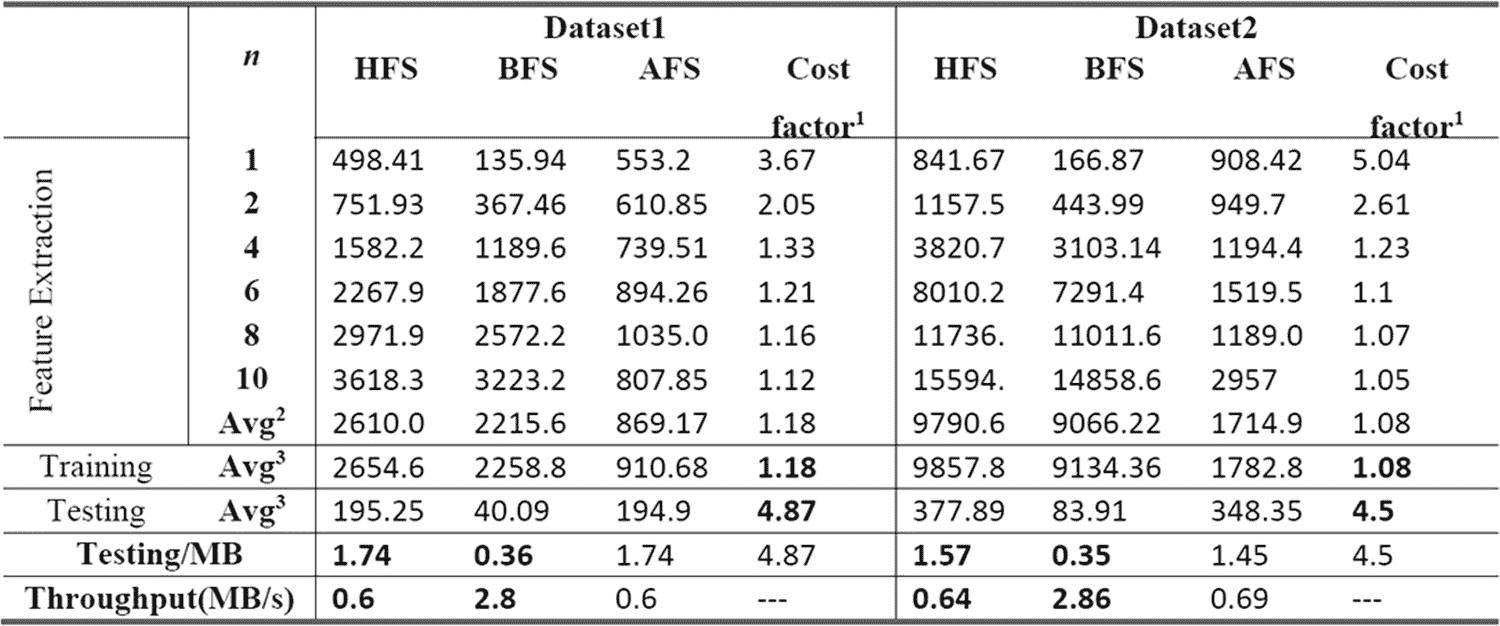 Dataset1 Dataset2
n HFS BFS AFS Cost factor1 HFS BFS AFS Cost factor1
Feature Extraction
1 498.41 135.94 553.2 3.67 841.67 166.87 908.42 5.04
2 751.93 367.46 610.85 2.05 1157.5 443.99 949.7 2.61
4 1582.2 1189.6 739.51 1.33 3820.7 3103.14 1194.4 1.23
6 2267.9 1877.6 894.26 1.21 8010.2 7291.4 1519.5 1.1
8 2971.9 2572.2 1035.0 1.16 11736. 11011.6 1189.0 1.07
10 3618.3 3223.2 807.85 1.12 15594. 14858.6 2957 1.05
Avg2 2610.0 2215.6 869.17 1.18 9790.6 9066.22 1714.9 1.08
Training Avg3 2654.6 2258.8 910.68 1.18 9857.8 9134.36 1782.8 1.08
Testing Avg3 195.25 40.09 194.9 4.87 377.89 83.91 348.35 4.5
Testing/MB 1.74 0.36 1.74 4.87 1.57 0.35 1.45 4.5
Throughput(MB/s) 0.6 2.8 0.6 --- 0.64 2.86 0.69 ---